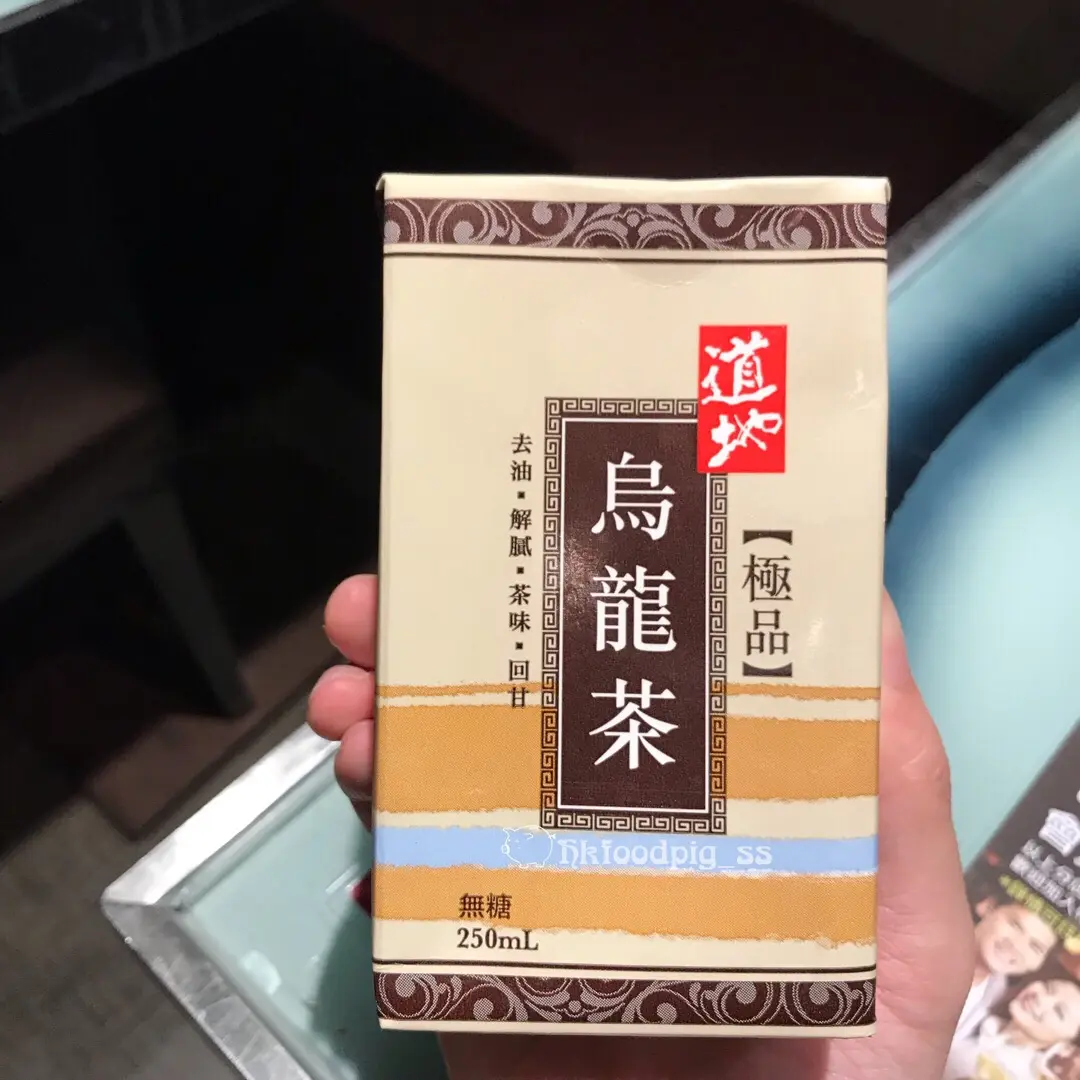 道地
烏龍茶
【極品】
去油▪解膩▪茶味▪回甘
hkfoodpig_ss
無糖
250mL